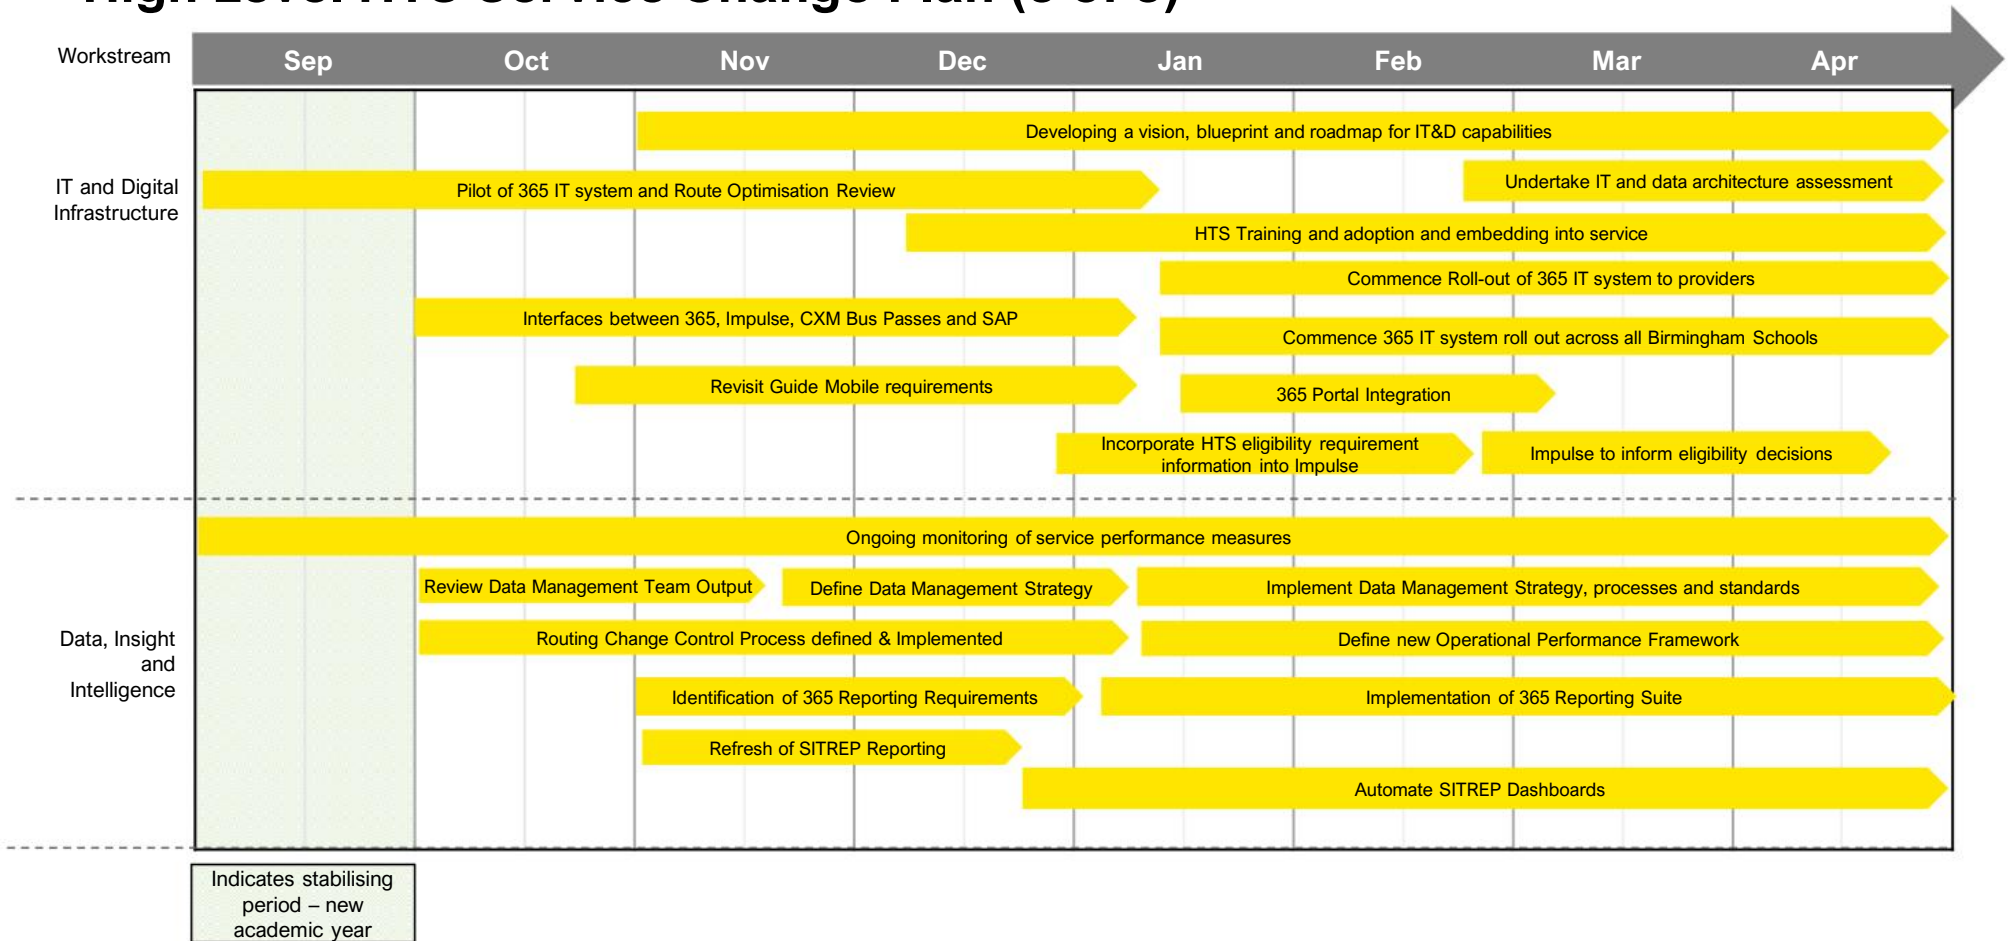 Workstream
Sep
Oct
Nov
Dec
Jan
Feb
Mar
Apr
IT and Digital
Infrastructure
Developing a vision, blueprint and roadmap for IT&D capabilities
Pilot of 365 IT system and Route Optimisation Review
Undertake IT and data architecture assessment
HTS Training and adoption and embedding into service
Commence Roll-out of 365 IT system to providers
Interfaces between 365, Impulse, CXM Bus Passes and SAP
Commence 365 IT system roll out across all Birmingham Schools
Revisit Guide Mobile requirements
365 Portal Integration
Incorporate HTS eligibility requirement
information into Impulse
Impulse to inform eligibility decisions
Data, Insight
and
Intelligence
Ongoing monitoring of service performance measures
Review Data Management Team Output
Define Data Management Strategy
Implement Data Management Strategy, processes and standards
Routing Change Control Process defined & Implemented
Define new Operational Performance Framework
Identification of 365 Reporting Requirements
Implementation of 365 Reporting Suite
Refresh of SITREP Reporting
Automate SITREP Dashboards
Indicates stabilising
period – new
academic year